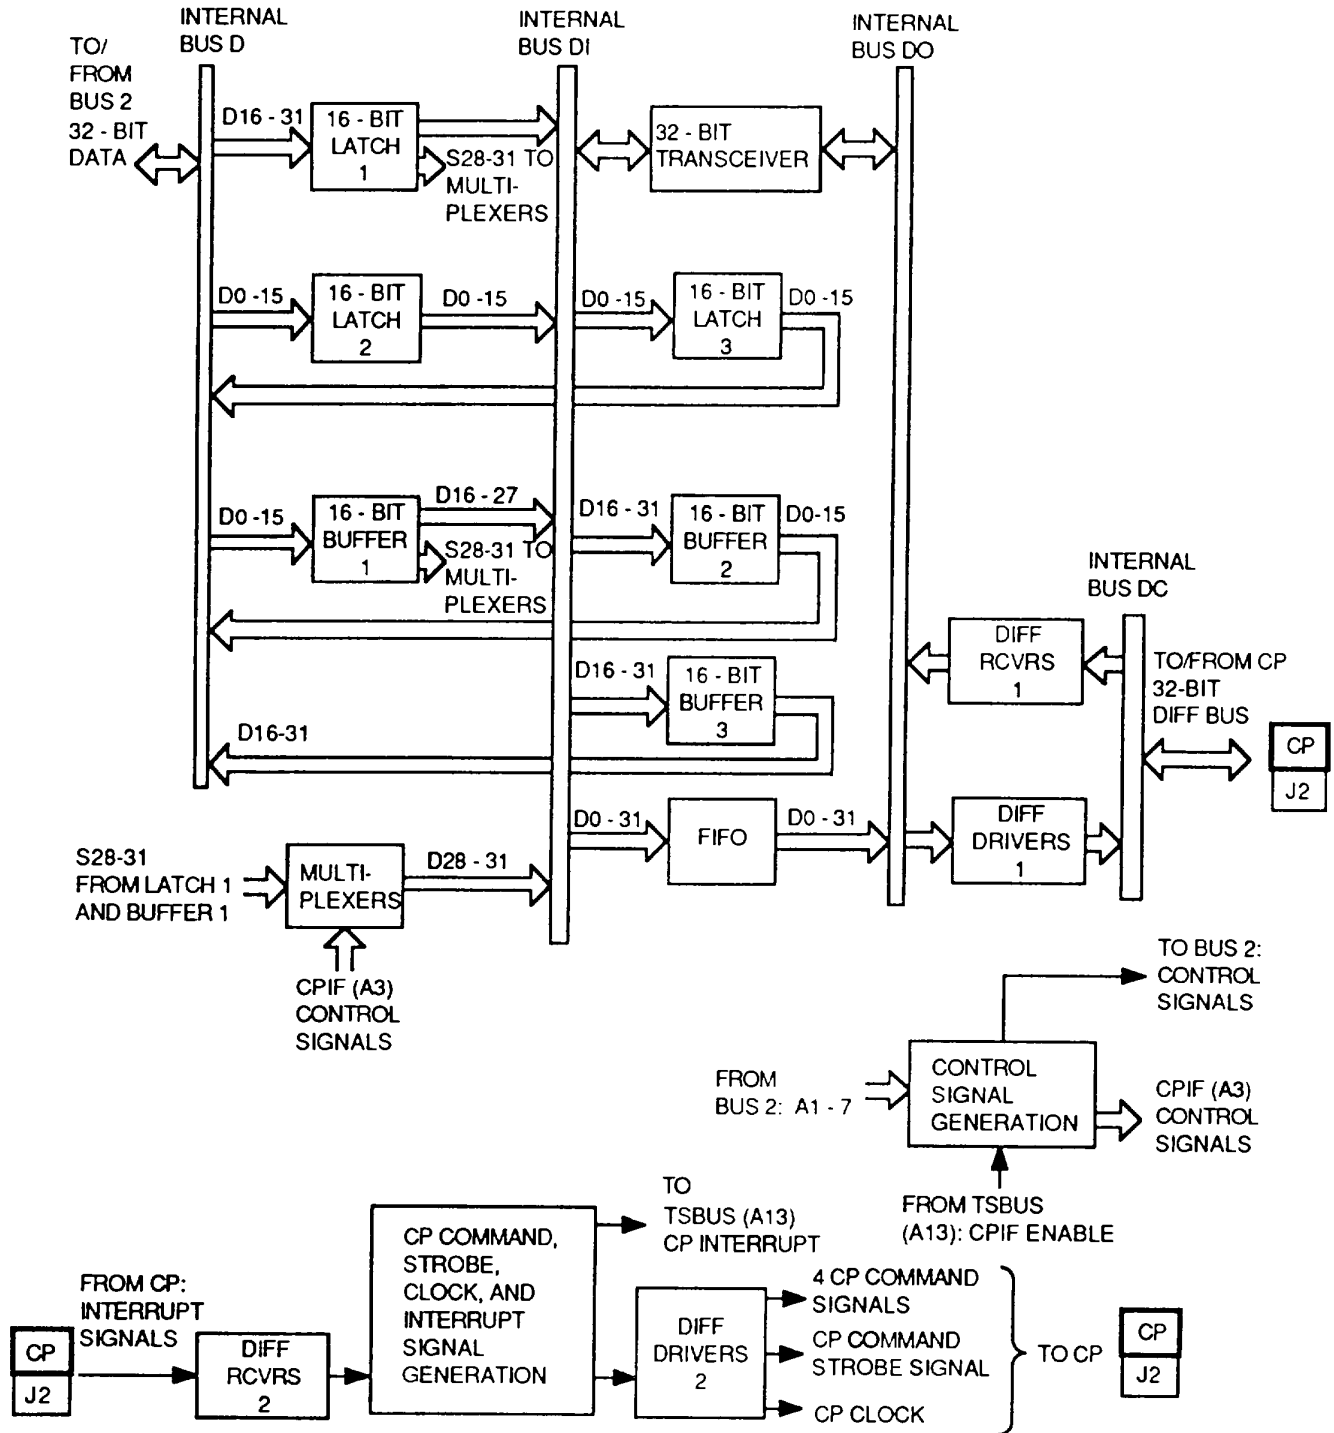 INTERNAL
BUS D
INTERNAL
BUS DI
INTERNAL
BUS DO
TO/
FROM
BUS 2
32 - BIT
DATA
D16 - 31
16 - BIT
LATCH
1
S28-31 TO
MULTI-
PLEXERS
32 - BIT
TRANSCEIVER
D0 -15
16 - BIT
LATCH
2
D0 -15
D0 -15
16 - BIT
LATCH
3
D0 -15
D0 -15
16 - BIT
BUFFER
1
D16 - 27
S28-31 TO
MULTI-
PLEXERS
D16 - 31
16 - BIT
BUFFER
2
D0-15
INTERNAL
BUS DC
D16 - 31
16 - BIT
BUFFER
3
D16-31
DIFF
RCVRS
1
TO/FROM CP
32-BIT
DIFF BUS
CP
J2
D0 - 31
FIFO
D0 - 31
DIFF
DRIVERS
1
S28-31
FROM LATCH 1
AND BUFFER 1
MULTI-
PLEXERS
D28 - 31
CPIF (A3)
CONTROL
SIGNALS
TO BUS 2:
CONTROL
SIGNALS
FROM
BUS 2: A1 - 7
CONTROL
SIGNAL
GENERATION
CPIF (A3)
CONTROL
SIGNALS
FROM TSBUS
(A13): CPIF ENABLE
FROM CP:
INTERRUPT
SIGNALS
CP
J2
DIFF
RCVRS
2
CP COMMAND,
STROBE,
CLOCK, AND
INTERRUPT
SIGNAL
GENERATION
TO
TSBUS (A13)
CP INTERRUPT
DIFF
DRIVERS
2
4 CP COMMAND
SIGNALS
CP COMMAND
STROBE SIGNAL
CP CLOCK
TO CP
CP
J2